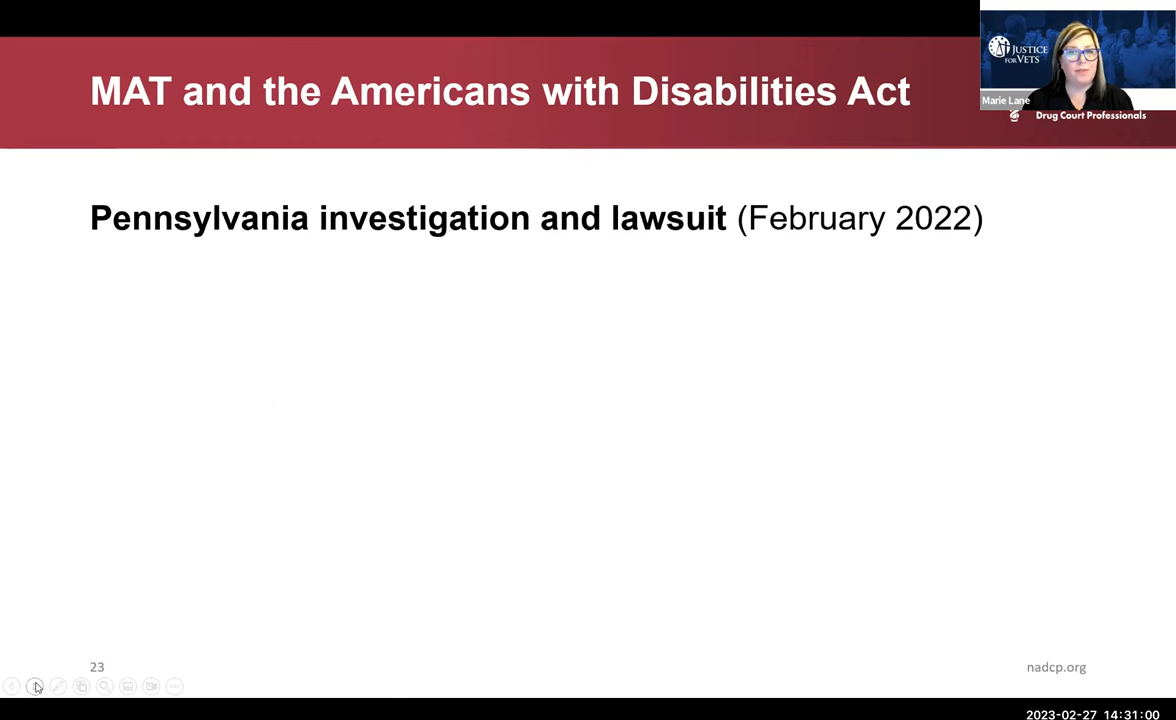 MAT and the Americans with Disabilities Act
JUSTICE
FOR VETS
Marie Lane
Drug Court Professionals
Pennsylvania investigation and lawsuit (February 2022)
23
nadcp.org
2023-02-27 14:31:00